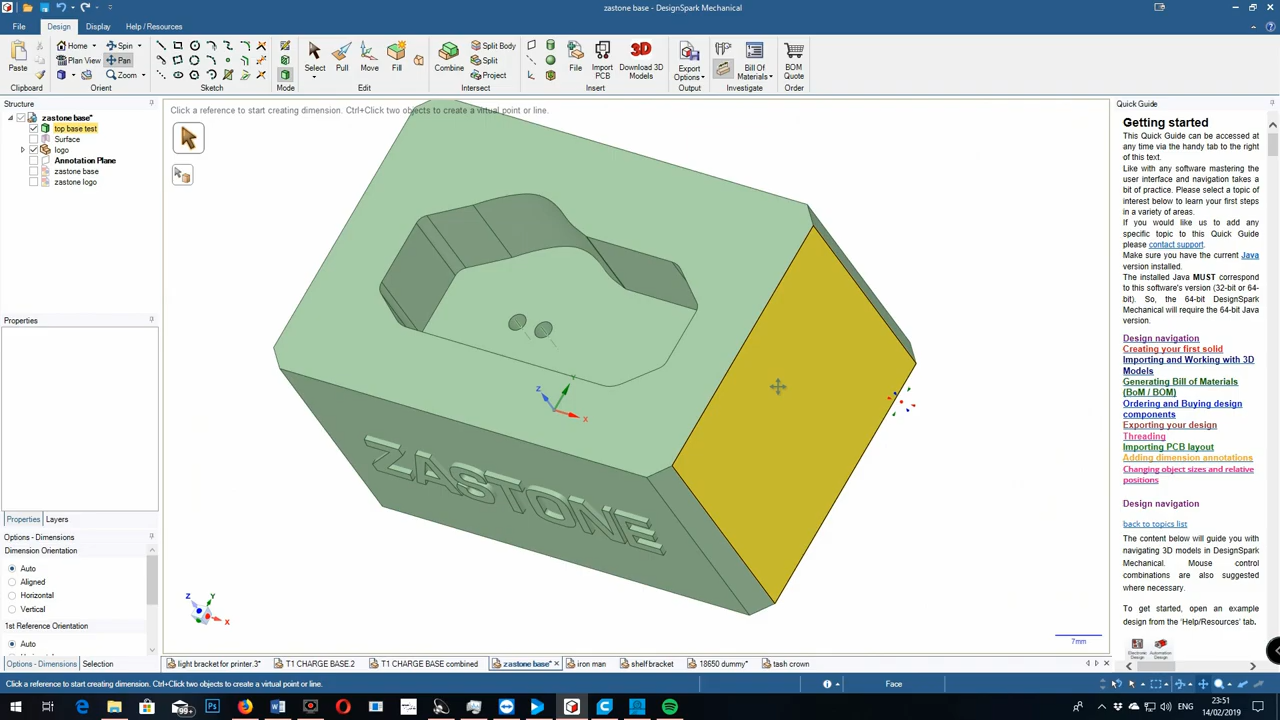 zastone base - DesignSpark Mechanical
File
Design
Display
Help / Resources
Paste
Clipboard
Home
Spin
Plan View
Pan
Zoom
Orient
Sketch
Mode
Select
Pull
Move
Fill
Edit
Combine
Split Body
Split
Project
Intersect
File
Import
PCB
Download 3D
Models
Insert
Export
Options
Output
Bill Of
Materials
Investigate
BOM
Quote
Order
Structure
zastone base*
top base test
Surface
logo
Annotation Plane
zastone base
zastone logo
Properties
Properties
Layers
Options - Dimensions
Dimension Orientation
Auto
Aligned
Horizontal
Vertical
1st Reference Orientation
Auto
Options - Dimensions
Selection
Click a reference to start creating dimension. Ctrl+Click two objects to create a virtual point or line.
ZASTONE
Z
Y
X
Z
Y
X
7mm
light bracket for printer.3*
T1 CHARGE BASE.2
T1 CHARGE BASE combined
zastone base*
iron man
shelf bracket
18650 dummy*
tash crown
Quick Guide
Getting started
This Quick Guide can be accessed at
any time via the handy tab to the right
of this text.
Like with any software mastering the
user interface and navigation takes a
bit of practice. Please select a topic of
interest below to learn your first steps
in a variety of areas.
If you would like us to add any
specific topic to this Quick Guide
please contact support.
Make sure you have the current Java
version installed.
The installed Java MUST correspond
to this software's version (32-bit or 64-
bit). So, the 64-bit DesignSpark
Mechanical will require the 64-bit Java
version.
Design navigation
Creating your first solid
Importing and Working with 3D
Models
Generating Bill of Materials
(BoM / BOM)
Ordering and Buying design
components
Exporting your design
Threading
Importing PCB layout
Adding dimension annotations
Changing object sizes and relative
positions
Design navigation
back to topics list
The content below will guide you with
navigating 3D models in DesignSpark
Mechanical. Mouse control
combinations are also suggested
where necessary.
To get started, open an example
design from the 'Help/Resources' tab.
Click a reference to start creating dimension. Ctrl+Click two objects to create a virtual point or line.
Face
99+
23:51
14/02/2019